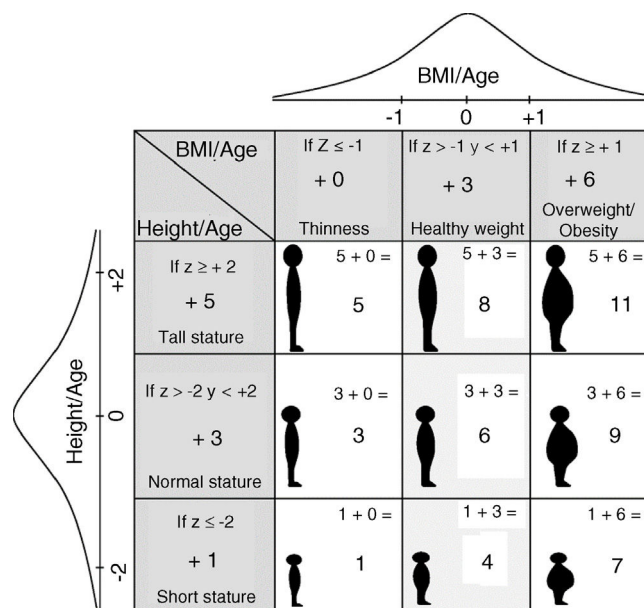 BMI/Age
-1 0 +1
BMI/Age
Height/Age
If Z ≤ -1
+ 0
Thinness
If z > -1 y < +1
+ 3
Healthy weight
If z ≥ + 1
+ 6
Overweight/
Obesity
Height/Age
+2
0
-2
If z ≥ + 2
+ 5
Tall stature
5 + 0 =
5
5 + 3 =
8
5 + 6 =
11
If z > -2 y < +2
+ 3
Normal stature
3 + 0 =
3
3 + 3 =
6
3 + 6 =
9
If z ≤ -2
+ 1
Short stature
1 + 0 =
1
1 + 3 =
4
1 + 6 =
7